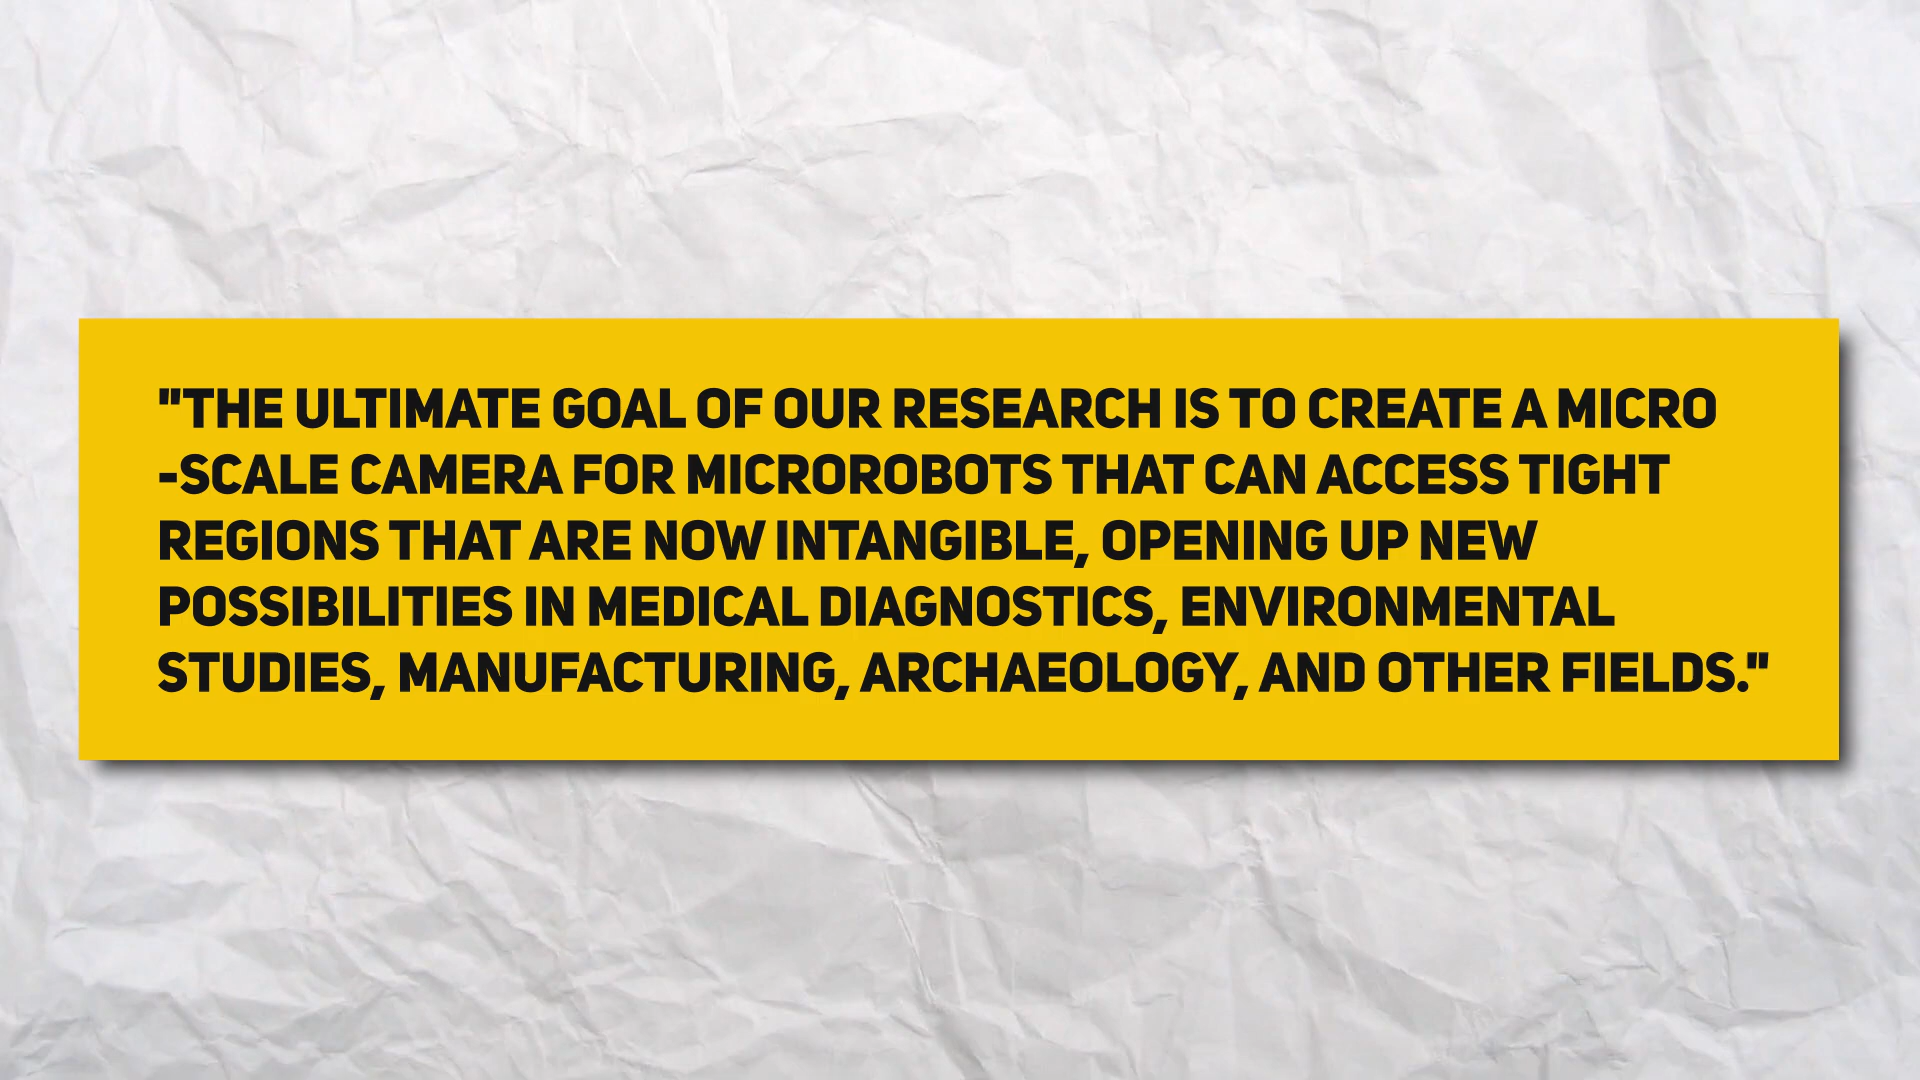 "THE ULTIMATE GOAL OF OUR RESEARCH IS TO CREATE A MICRO
-SCALE CAMERA FOR MICROROBOTS THAT CAN ACCESS TIGHT
REGIONS THAT ARE NOW INTANGIBLE, OPENING UP NEW
POSSIBILITIES IN MEDICAL DIAGNOSTICS, ENVIRONMENTAL
STUDIES, MANUFACTURING, ARCHAEOLOGY, AND OTHER FIELDS."